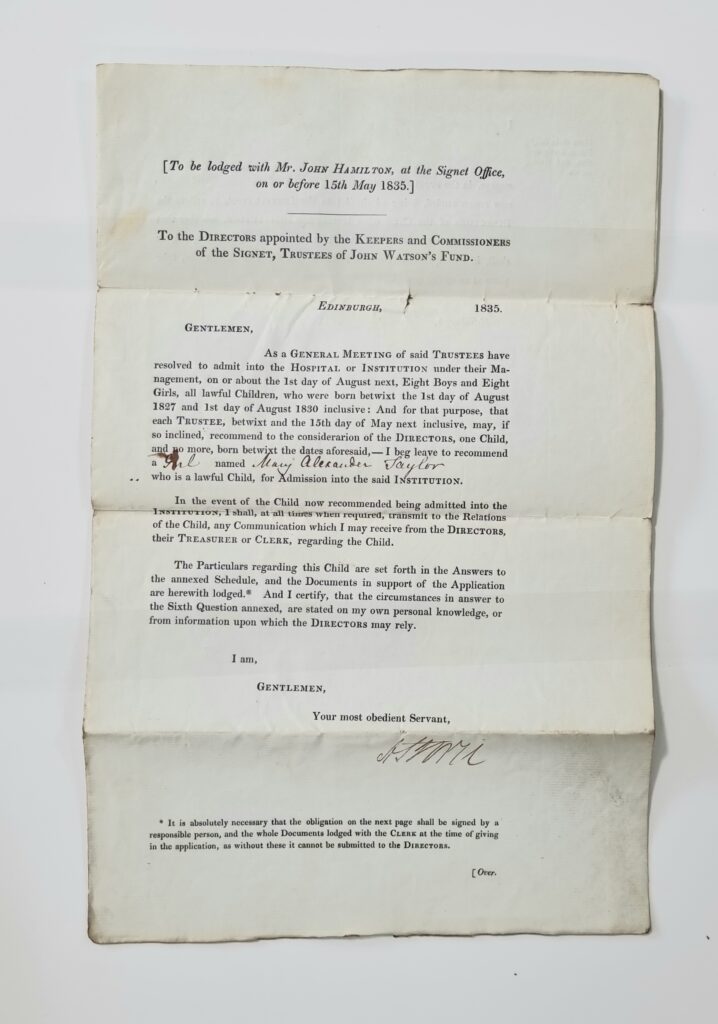 [To be lodged with Mr. JOHN HAMILTON, at the Signet Office,
on or before 15th May 1835.]
To the DIRECTORS appointed by the KEEPERS and COMMISSIONERS
of the SIGNET, TRUSTEES of JOHN WATSON'S FUND.
EDINBURGH, 1835.
GENTLEMEN,
As a GENERAL MEETING of said TRUSTEES have
resolved to admit into the HOSPITAL or INSTITUTION under their Ma-
nagement, on or about the 1st day of August next, Eight Boys and Eight
Girls, all lawful Children, who were born betwixt the 1st day of August
1827 and 1st day of August 1830 inclusive: And for that purpose, that
each TRUSTEE, betwixt and the 15th day of May next inclusive, may, if
so inclined, recommend to the consideration of the DIRECTORS, one Child,
and no more, born betwixt the dates aforesaid,—I beg leave to recommend
a Girl named Mary Alexander Taylor
who is a lawful Child, for Admission into the said INSTITUTION.
In the event of the Child now recommended being admitted into the
INSTITUTION, I shall, at all times when required, transmit to the Relations
of the Child, any Communication which I may receive from the DIRECTORS,
their TREASURER or CLERK, regarding the Child.
The Particulars regarding this Child are set forth in the Answers to
the annexed Schedule, and the Documents in support of the Application
are herewith lodged.* And I certify, that the circumstances in answer to
the Sixth Question annexed, are stated on my own personal knowledge, or
from information upon which the DIRECTORS may rely.
I am,
GENTLEMEN,
Your most obedient Servant,
* It is absolutely necessary that the obligation on the next page shall be signed by a
responsible person, and the whole Documents lodged with the CLERK at the time of giving
in the application, as without these it cannot be submitted to the DIRECTORS.
[Over.